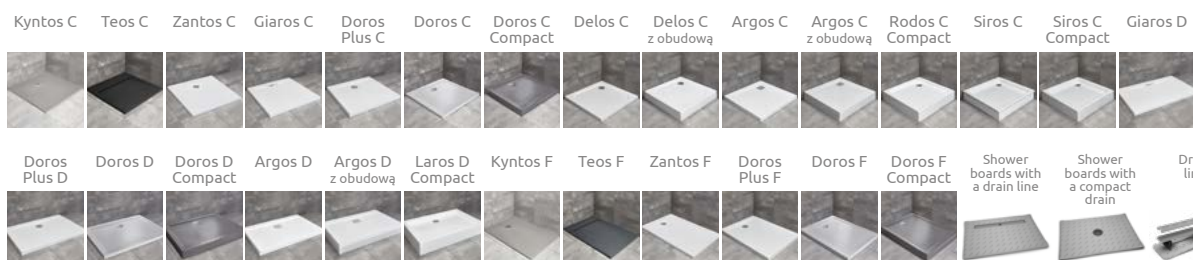 Kyntos C
Teos C
Zantos C
Giaros C
Doros
Plus C
Doros C
Doros C
Compact
Delos C
Delos C
z obudową
Argos C
Argos C
z obudową
Rodos C
Compact
Siros C
Siros C
Compact
Giaros D
Doros
Plus D
Doros D
Doros D
Compact
Argos D
Argos D
z obudową
Laros D
Compact
Kyntos F
Teos F
Zantos F
Doros
Plus F
Doros F
Doros F
Compact
Shower
boards with
a drain line
Shower
boards with
a compact
drain